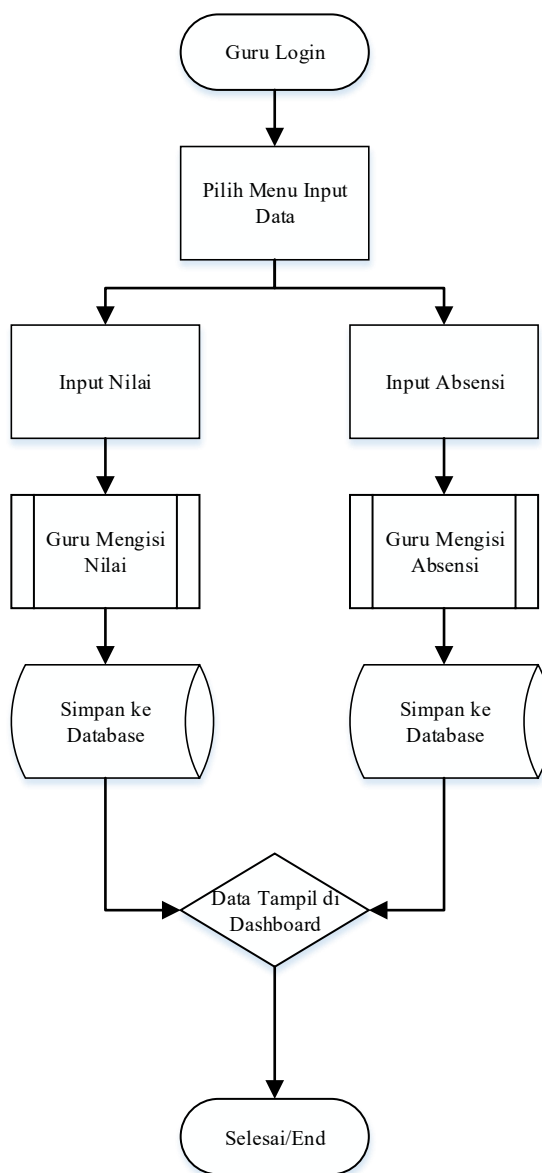 Guru Login
Pilih Menu Input
Data
Input Nilai
Input Absensi
Guru Mengisi
Nilai
Guru Mengisi
Absensi
Simpan ke
Database
Simpan ke
Database
Data Tampil di
Dashboard
Selesai/End